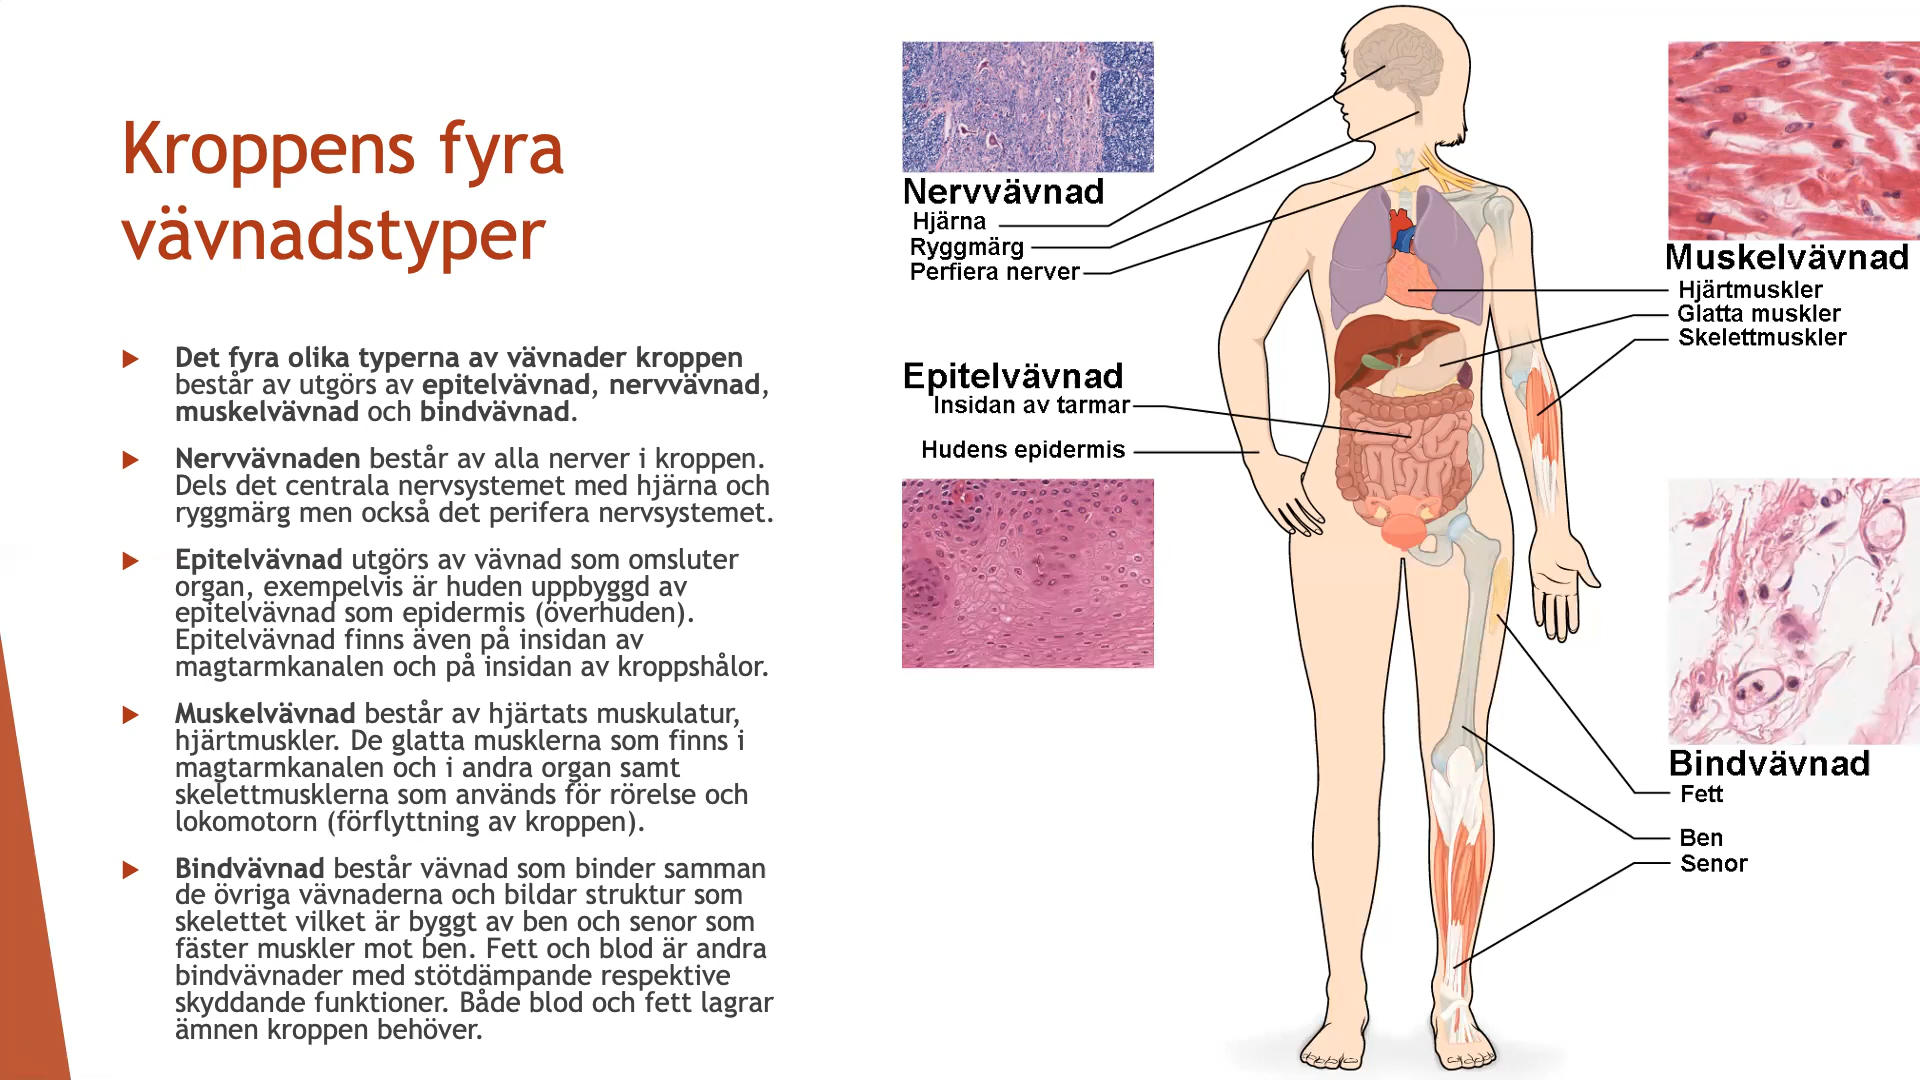 Kroppens fyra
vävnadstyper
Det fyra olika typerna av vävnader kroppen
består av utgörs av epitelvävnad, nervvävnad,
muskelvävnad och bindvävnad.
Nervvävnaden består av alla nerver i kroppen.
Dels det centrala nervsystemet med hjärna och
ryggmärg men också det perifera nervsystemet.
Epitelvävnad utgörs av vävnad som omsluter
organ, exempelvis är huden uppbyggd av
epitelvävnad som epidermis (överhuden).
Epitelvävnad finns även på insidan av
magtarmkanalen och på insidan av kroppshålor.
Muskelvävnad består av hjärtats muskulatur,
hjärtmuskler. De glatta musklerna som finns i
magtarmkanalen och i andra organ samt
skelettmusklerna som används för rörelse och
lokomotorn (förflyttning av kroppen).
Bindvävnad består vävnad som binder samman
de övriga vävnaderna och bildar struktur som
skelettet vilket är byggt av ben och senor som
fäster muskler mot ben. Fett och blod är andra
bindvävnader med stötdämpande respektive
skyddande funktioner. Både blod och fett lagrar
ämnen kroppen behöver.
Nervvävnad
Hjärna
Ryggmärg
Perfiera nerver
Epitelvävnad
Insidan av tarmar
Hudens epidermis
Muskelvävnad
Hjärtmuskler
Glatta muskler
Skelettmuskler
Bindvävnad
Fett
Ben
Senor